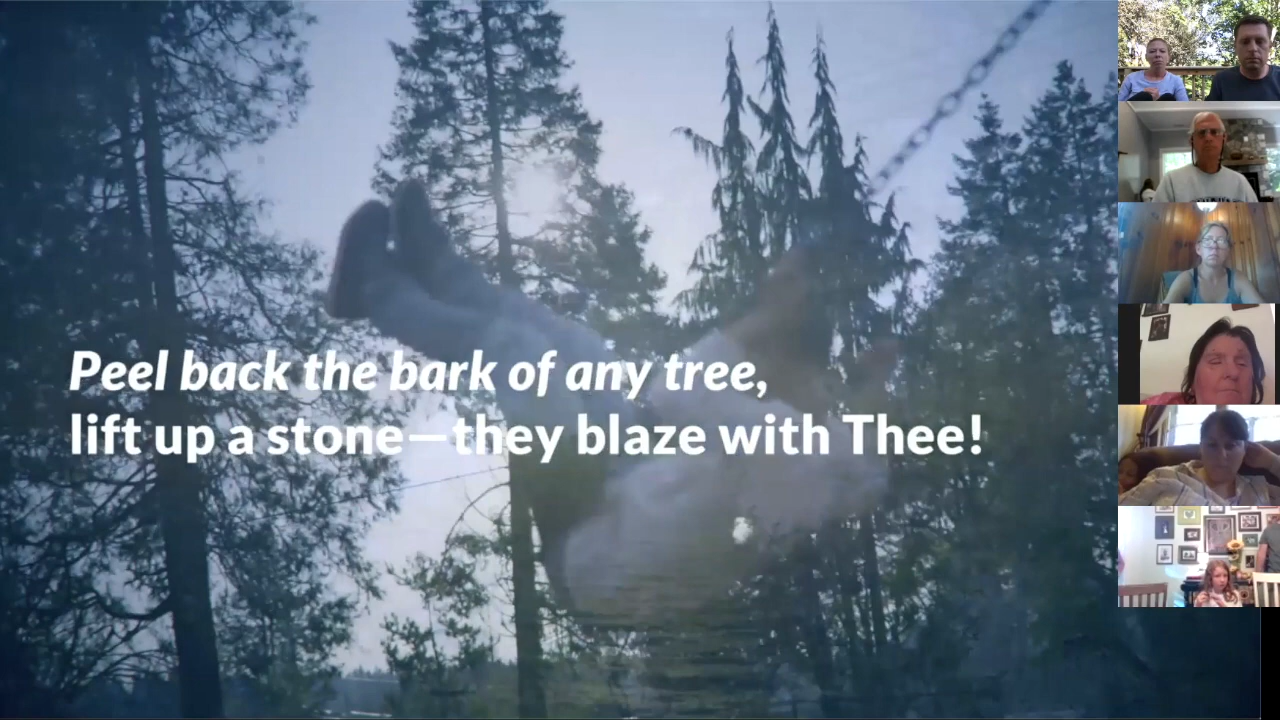 Peel back the bark of any tree,
lift up a stone—they blaze with Thee!